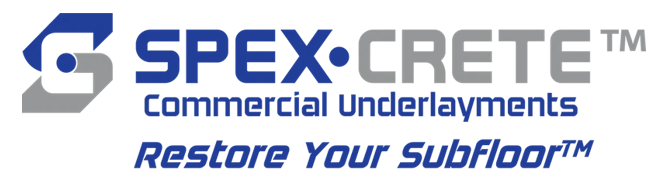 SPEX•CRETE™
Commercial Underlayments
Restore Your Subfloor™